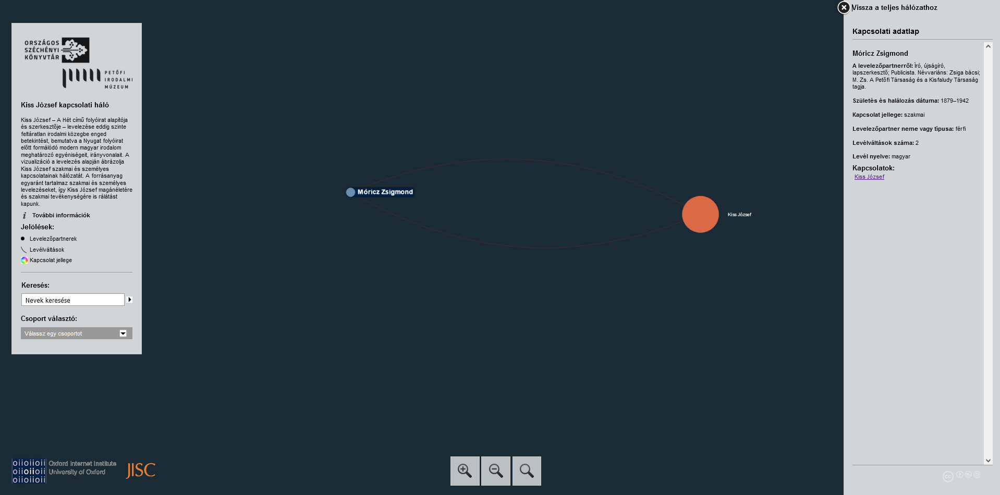 ORSZÁGOS
SZÉCHÉNYI
KÖNYVTÁR
PETŐFI
IRODALMI
MÚZEUM
Kiss József kapcsolati háló
Kiss József – A Hét című folyóirat alapítója
és szerkesztője – levelezése eddig szinte
feltáratlan irodalmi közegbe enged
betekintést, bemutatva a Nyugat folyóirat
előtt formálódó modern magyar irodalom
meghatározó egyéniségeit, irányvonalait. A
vizualizáció a levelezés alapján ábrázolja
Kiss József szakmai és személyes
kapcsolatainak hálózatát. A forrásanyag
egyaránt tartalmaz szakmai és személyes
levelezéseket, így Kiss József magánéletére
és szakmai tevékenységére is rálátást
kapunk.
i További információk
Jelölések:
Levelezőpartnerek
Levélváltások
Kapcsolat jellege
Keresés:
Nevek keresése
Csoport választó:
Válassz egy csoportot
oiioiioii
oiioiioii
oiioiioii
Oxford Internet Institute
University of Oxford
JISC
Móricz Zsigmond
Kiss József
Vissza a teljes hálózathoz
Kapcsolati adatlap
Móricz Zsigmond
A levelezőpartnerről: Író, újságíró,
lapszerkesztő; Publicista. Névvariáns: Zsiga bácsi;
M. Zs. A Petőfi Társaság és a Kisfaludy Társaság
tagja.
Születés és halálozás dátuma: 1879–1942
Kapcsolat jellege: szakmai
Levelezőpartner neme vagy típusa: férfi
Levélváltások száma: 2
Levél nyelve: magyar
Kapcsolatok:
Kiss József
cc